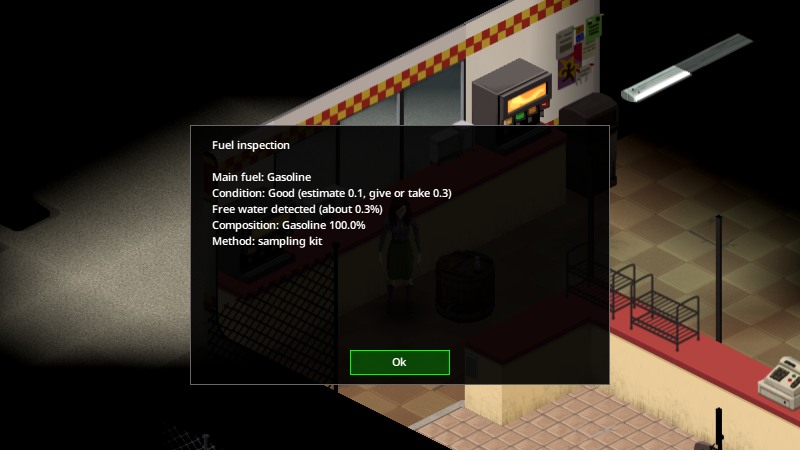 Fuel inspection
Main fuel: Gasoline
Condition: Good (estimate 0.1, give or take 0.3)
Free water detected (about 0.3%)
Composition: Gasoline 100.0%
Method: sampling kit
Ok